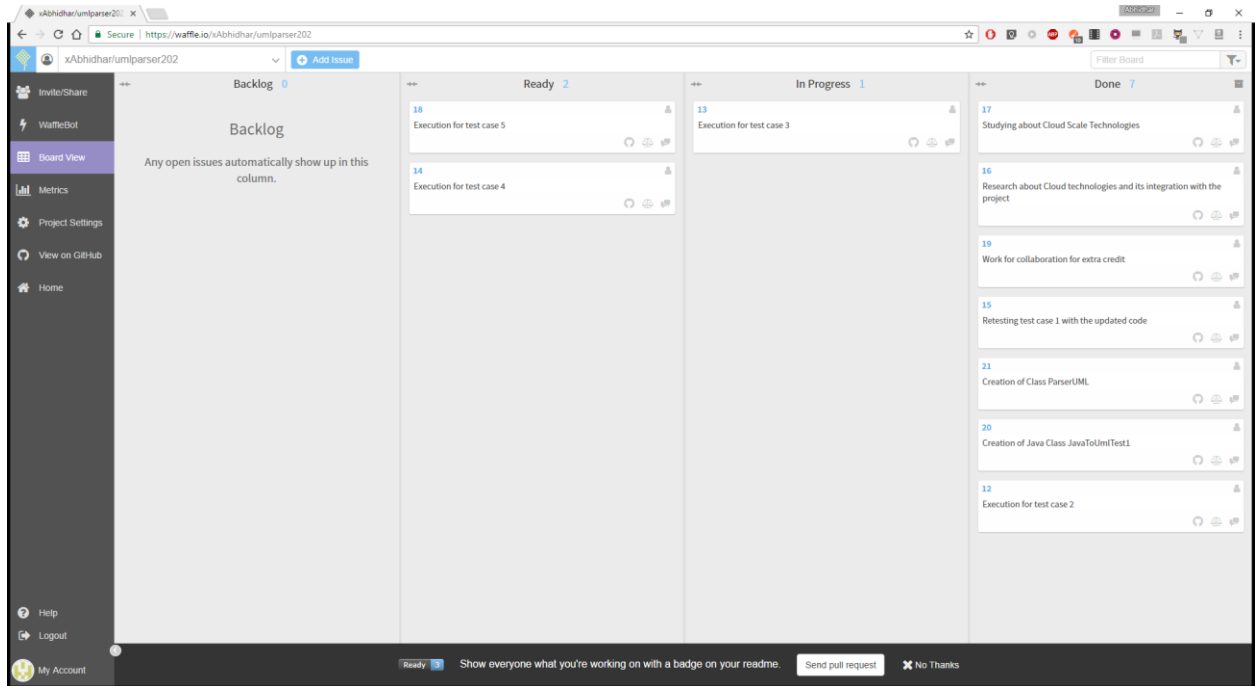 xAbhidhar/umlparser202
Abhidhar
Secure | https://waffle.io/xAbhidhar/umlparser202
xAbhidhar/umlparser202
Add Issue
Filter Board
Invite/Share
WaffleBot
Board View
Metrics
Project Settings
View on GitHub
Home
Help
Logout
My Account
Backlog 0
Backlog
Any open issues automatically show up in this
column.
Ready 2
18
Execution for test case 5
14
Execution for test case 4
In Progress 1
13
Execution for test case 3
Done 7
17
Studying about Cloud Scale Technologies
16
Research about Cloud technologies and its integration with the
project
19
Work for collaboration for extra credit
15
Retesting test case 1 with the updated code
21
Creation of Class ParserUML
20
Creation of Java Class JavaToUmlTest1
12
Execution for test case 2
Ready 3
Show everyone what you're working on with a badge on your readme.
Send pull request
No Thanks